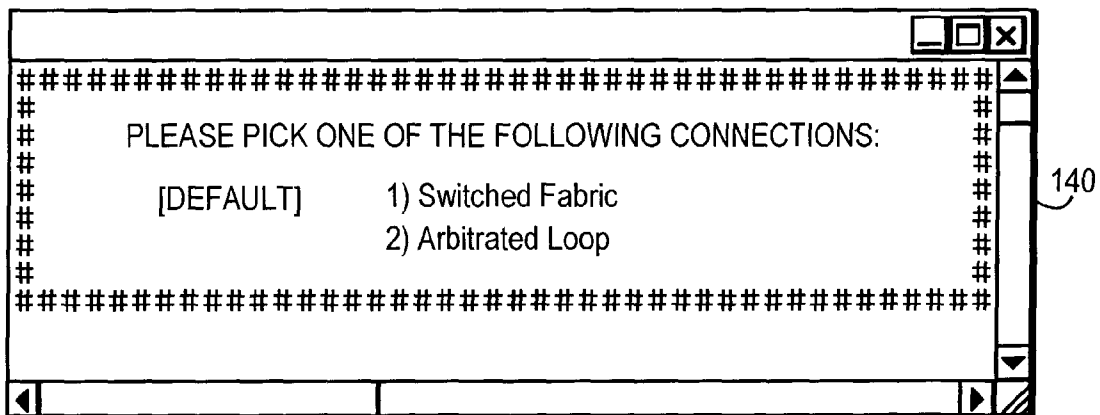 ##########################################
# #
# PLEASE PICK ONE OF THE FOLLOWING CONNECTIONS: #
# #
# [DEFAULT] 1) Switched Fabric #
# 2) Arbitrated Loop #
# #
##########################################
140